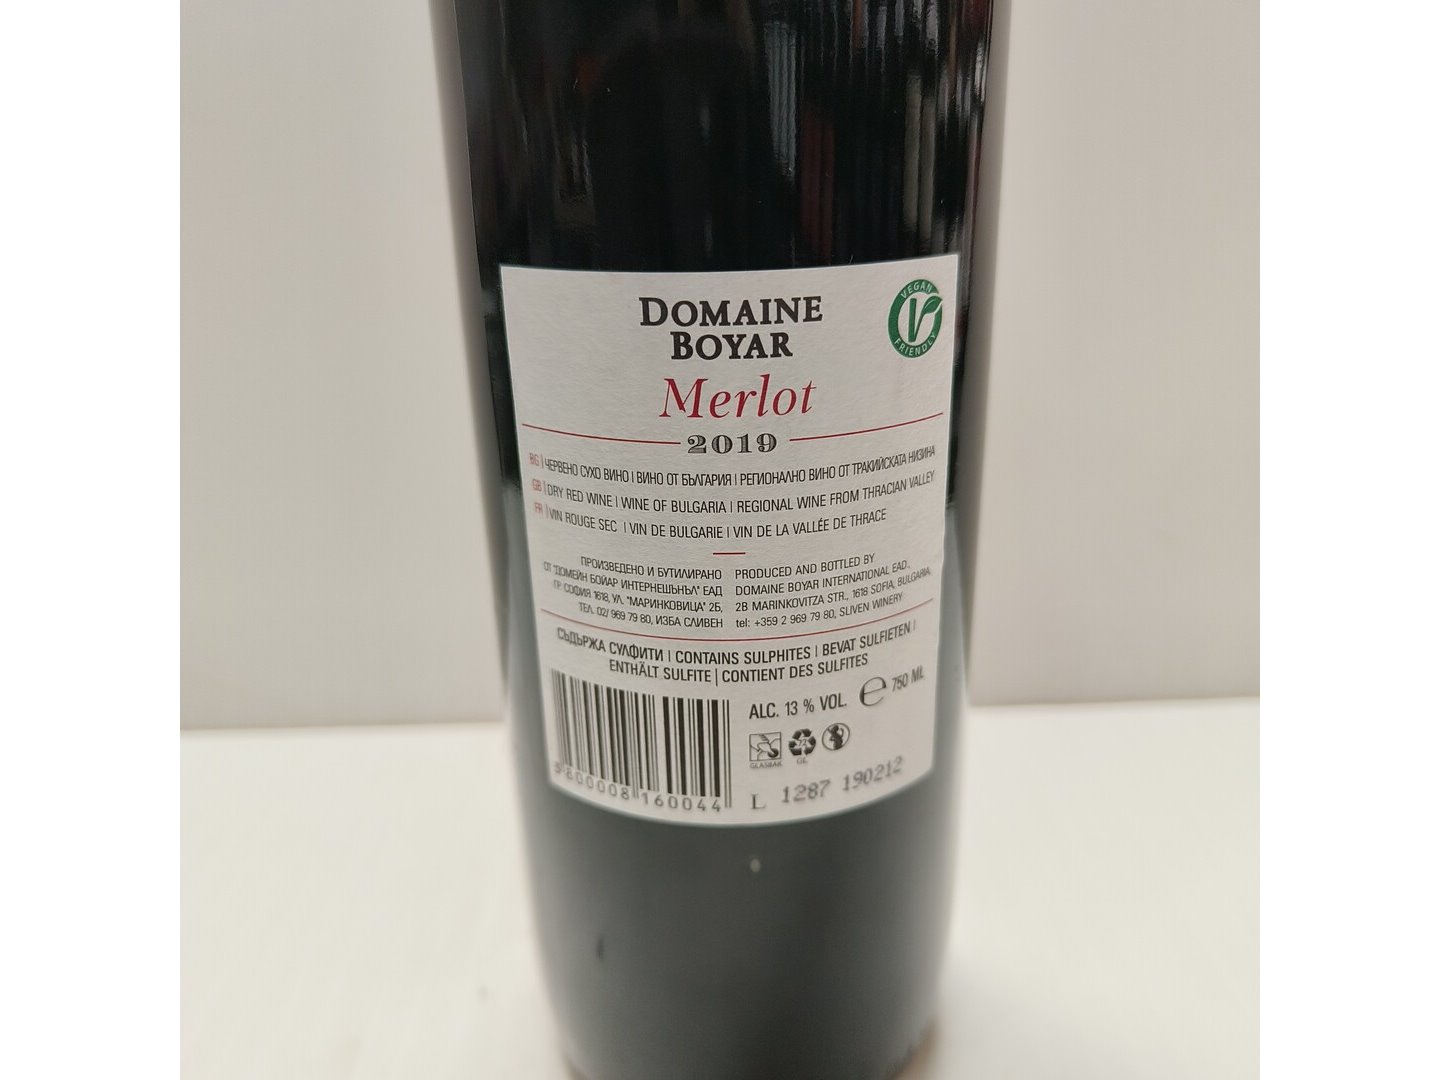 DOMAINE
BOYAR
VEGAN
FRIENDLY
Merlot
2019
BG | ЧЕРВЕНО СУХО ВИНО | ВИНО ОТ БЪЛГАРИЯ | РЕГИОНАЛНО ВИНО ОТ ТРАКИЙСКАТА НИЗИНА
GB | DRY RED WINE | WINE OF BULGARIA | REGIONAL WINE FROM THRACIAN VALLEY
FR | VIN ROUGE SEC | VIN DE BULGARIE | VIN DE LA VALLÉE DE THRACE
ПРОИЗВЕДЕНО И БУТИЛИРАНО
ОТ "ДОМЕЙН БОЙАР ИНТЕРНЕШЪНЪЛ" ЕАД
ГР. СОФИЯ 1618, УЛ. "МАРИНКОВИЦА" 2Б,
ТЕЛ. 02/ 969 79 80, ИЗБА СЛИВЕН
PRODUCED AND BOTTLED BY
DOMAINE BOYAR INTERNATIONAL EAD.,
2B MARINKOVITZA STR., 1618 SOFIA, BULGARIA,
tel: +359 2 969 79 80, SLIVEN WINERY
СЪДЪРЖА СУЛФИТИ | CONTAINS SULPHITES | BEVAT SULFIETEN |
ENTHÄLT SULFITE | CONTIENT DES SULFITES
ALC. 13 % VOL. ℮ 750 ML
GLASBAK
GL
3800008160044
L 1287 190212